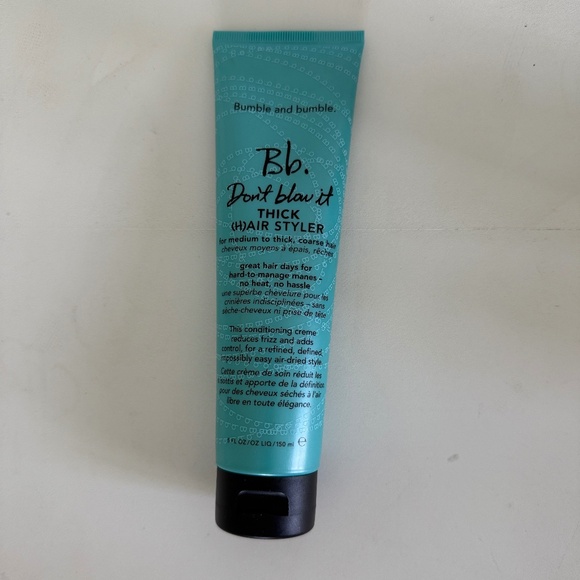 Bumble and bumble.
Bb.
Don't blow it
THICK
(H)AIR STYLER
for medium to thick, coarse hair
cheveux moyens à épais, rêches
great hair days for
hard-to-manage manes –
no heat, no hassle
une superbe chevelure pour les
crinières indisciplinées – sans
sèche-cheveux ni prise de tête
This conditioning creme
reduces frizz and adds
control, for a refined, defined,
impossibly easy air-dried style.
Cette crème de soin réduit les
frisottis et apporte de la définition
pour des cheveux séchés à l'air
libre en toute élégance.
5 FL OZ/OZ LIQ/150 ml ℮